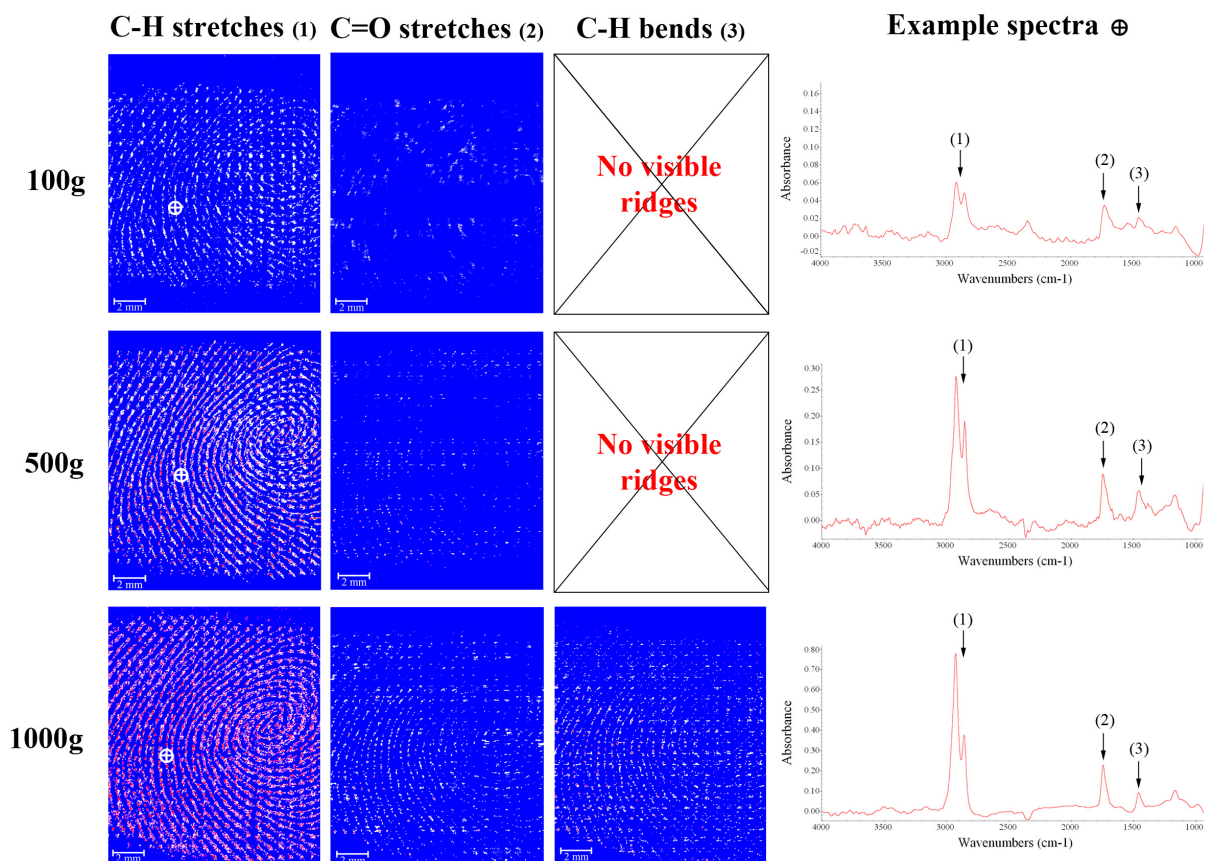 C-H stretches (1) C=O stretches (2) C-H bends (3) Example spectra ⊕
100g
2 mm
No visible
ridges
(1)
(2)
(3)
Absorbance
0.16
0.14
0.12
0.10
0.08
0.06
0.04
0.02
0.00
-0.02
4000 3500 3000 2500 2000 1500 1000
Wavenumbers (cm-1)
500g
2 mm
No visible
ridges
(1)
(2)
(3)
Absorbance
0.30
0.25
0.20
0.15
0.10
0.05
0.00
4000 3500 3000 2500 2000 1500 1000
Wavenumbers (cm-1)
1000g
2 mm
2 mm
2 mm
(1)
(2)
(3)
Absorbance
0.80
0.70
0.60
0.50
0.40
0.30
0.20
0.10
0.00
4000 3500 3000 2500 2000 1500 1000
Wavenumbers (cm-1)